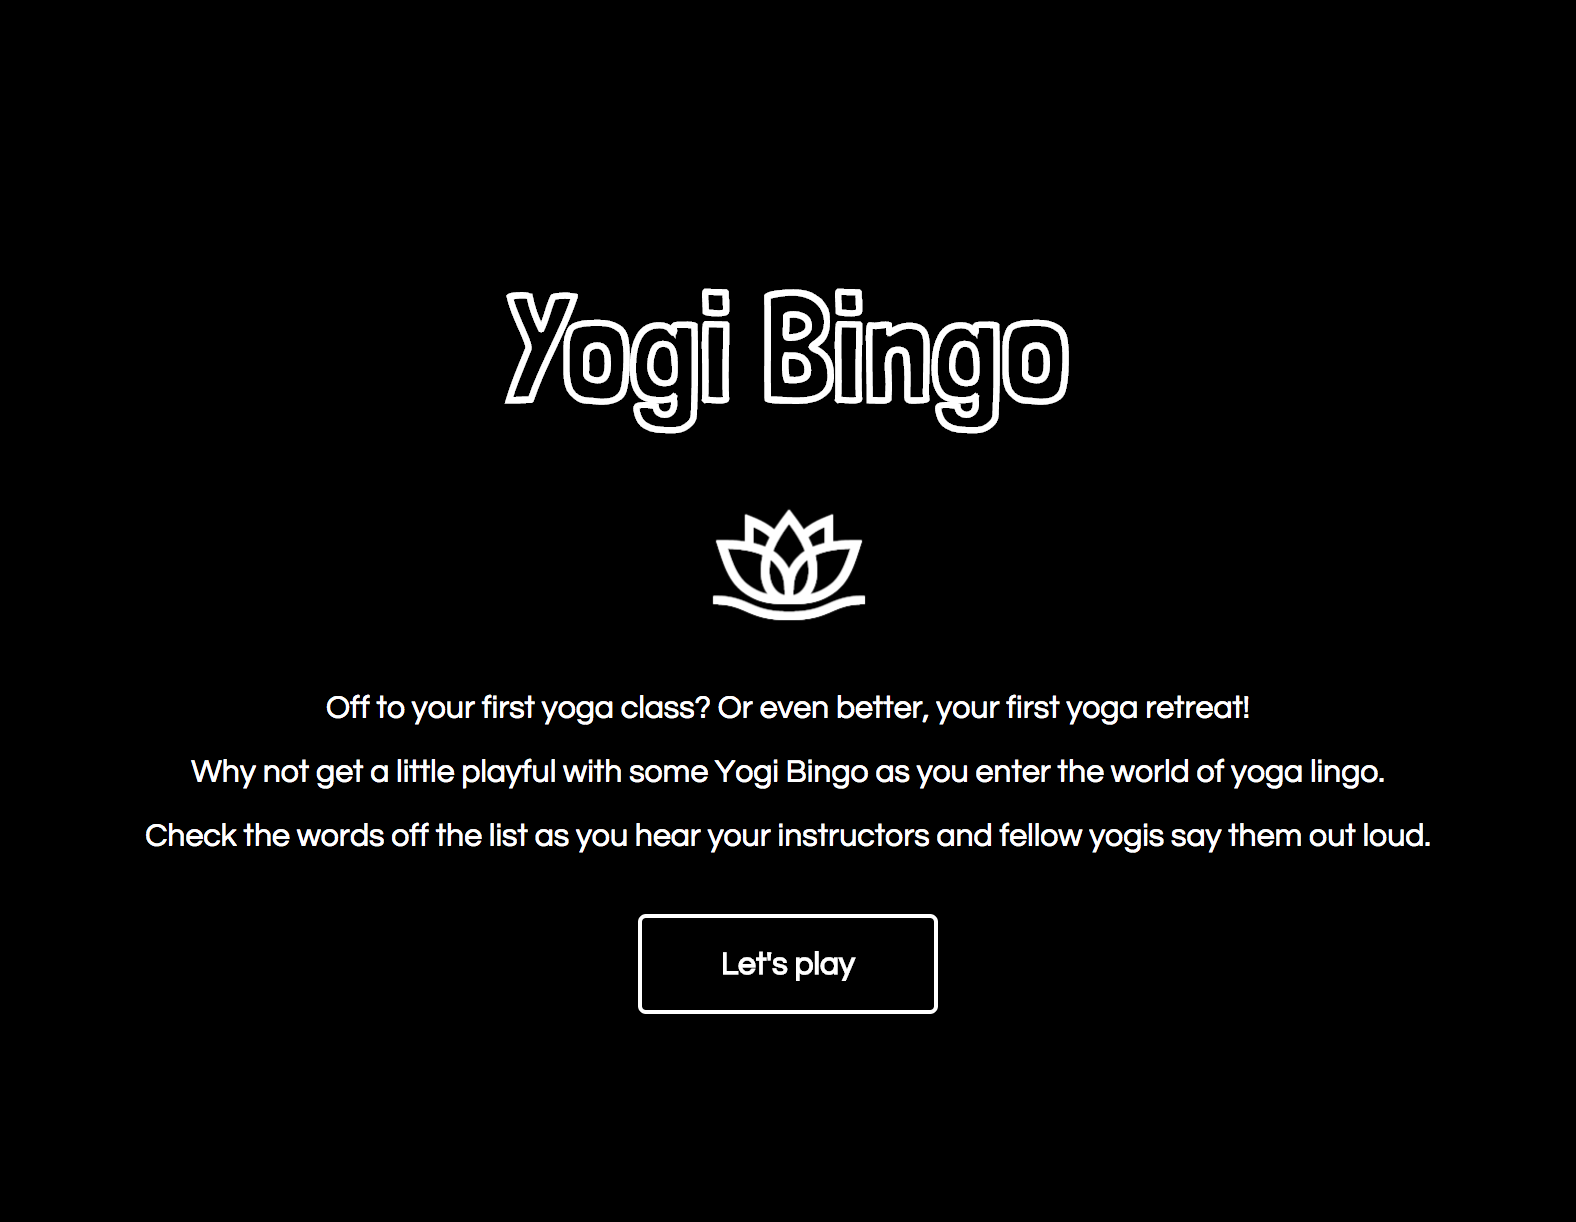 Yogi Bingo
Off to your first yoga class? Or even better, your first yoga retreat!
Why not get a little playful with some Yogi Bingo as you enter the world of yoga lingo.
Check the words off the list as you hear your instructors and fellow yogis say them out loud.
Let's play